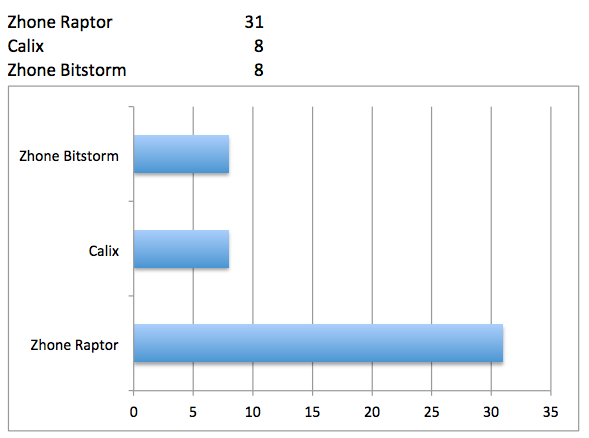 Zhone Raptor 31
Calix 8
Zhone Bitstorm 8
Zhone Bitstorm
Calix
Zhone Raptor
0 5 10 15 20 25 30 35